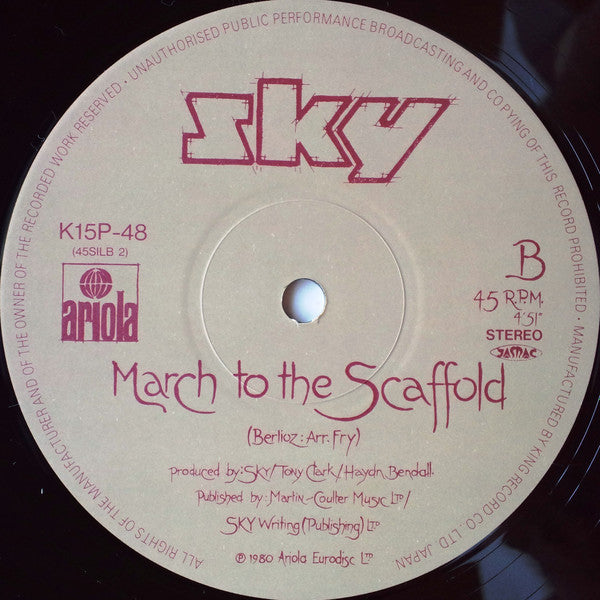 ALL RIGHTS OF THE MANUFACTURER AND OF THE OWNER OF THE RECORDED WORK RESERVED · UNAUTHORISED PUBLIC PERFORMANCE BROADCASTING AND COPYING OF THIS RECORD PROHIBITED · MANUFACTURED BY KING RECORD CO. LTD JAPAN
sky
K15P-48
(45SILB 2)
ariola
B
45 R.P.M.
4'51"
STEREO
JASRAC
March to the Scaffold
(Berlioz: Arr. Fry)
produced by: SKY/Tony Clark/Haydn Bendall.
Published by: Martin-Coulter Music LTD/
SKY Writing (Publishing) LTD
℗ 1980 Ariola Eurodisc LTD